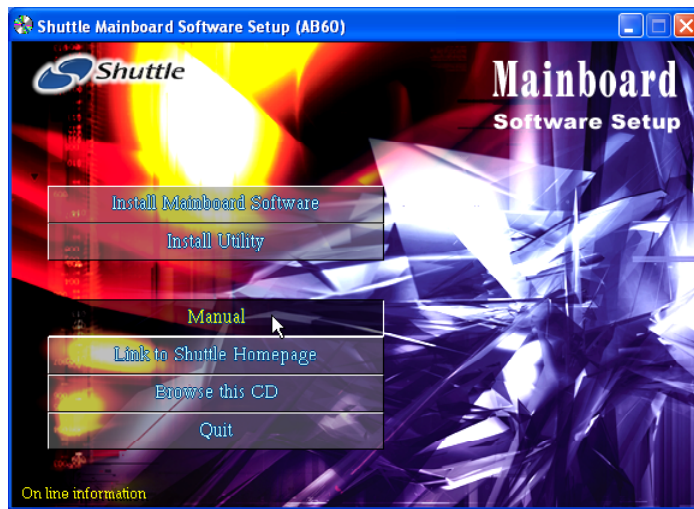 Shuttle Mainboard Software Setup (AB60)
Shuttle
Mainboard
Software Setup
Install Mainboard Software
Install Utility
Manual
Link to Shuttle Homepage
Browse this CD
Quit
On line information